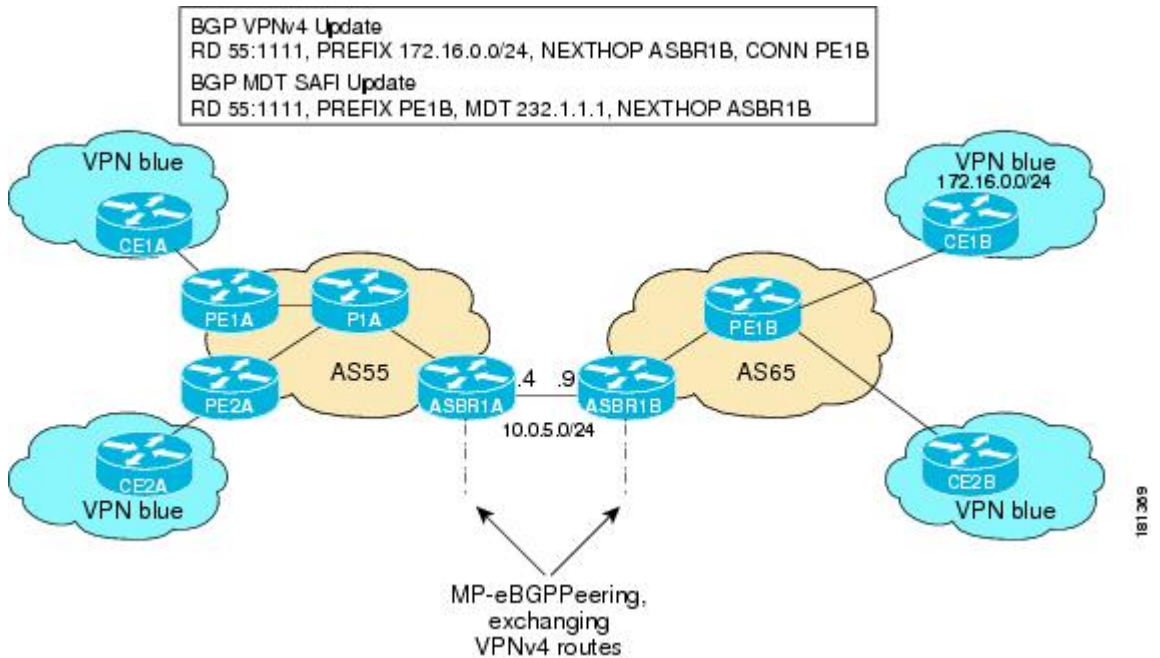 BGP VPNv4 Update
RD 55:1111, PREFIX 172.16.0.0/24, NEXTHOP ASBR1B, CONN PE1B
BGP MDT SAFI Update
RD 55:1111, PREFIX PE1B, MDT 232.1.1.1, NEXTHOP ASBR1B
VPN blue
CE1A
VPN blue
172.16.0.0/24
CE1B
PE1A
P1A
PE1B
AS55
AS65
PE2A
ASBR1A
.4
.9
ASBR1B
10.0.5.0/24
CE2A
VPN blue
CE2B
VPN blue
181369
MP-eBGPPeering,
exchanging
VPNv4 routes